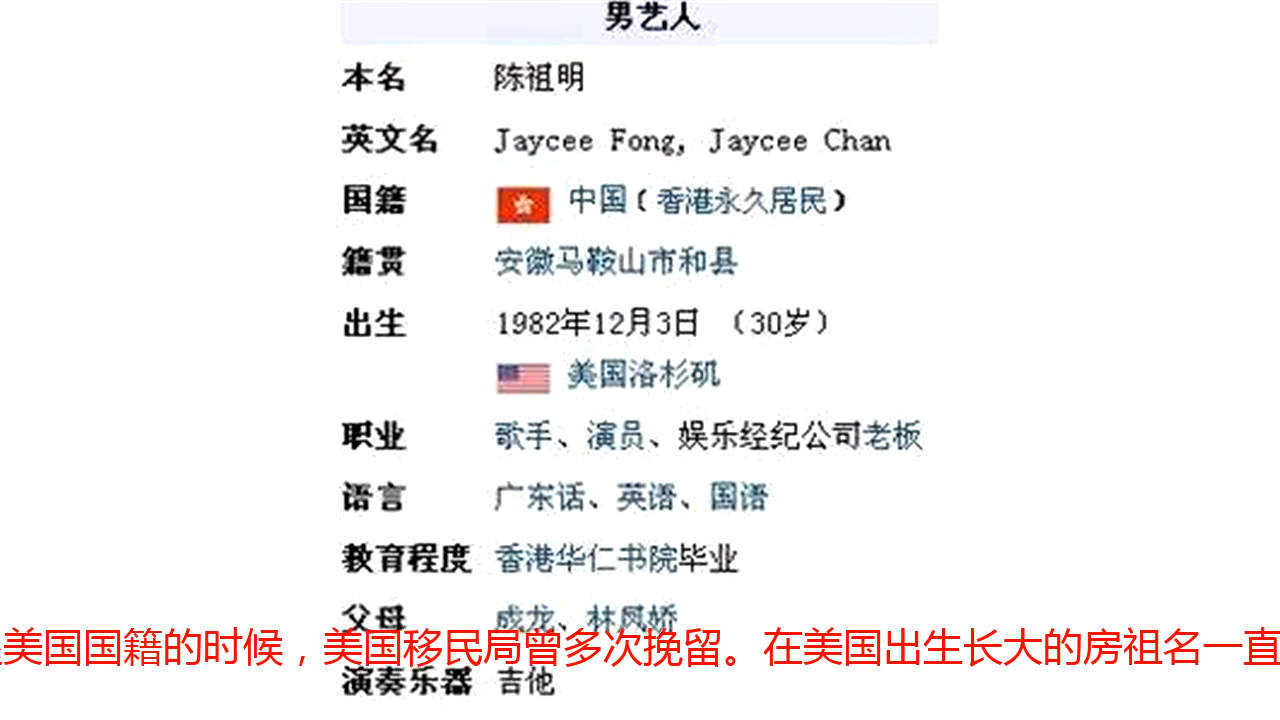 男艺人
本名 陈祖明
英文名 Jaycee Fong, Jaycee Chan
国籍 中国(香港永久居民)
籍贯 安徽马鞍山市和县
出生 1982年12月3日 (30岁)
美国洛杉矶
职业 歌手、演员、娱乐经纪公司老板
语言 广东话、英语、国语
教育程度 香港华仁书院毕业
父母 成龙、林凤娇
美国国籍的时候，美国移民局曾多次挽留。在美国出生长大的房祖名一直
演奏乐器 吉他